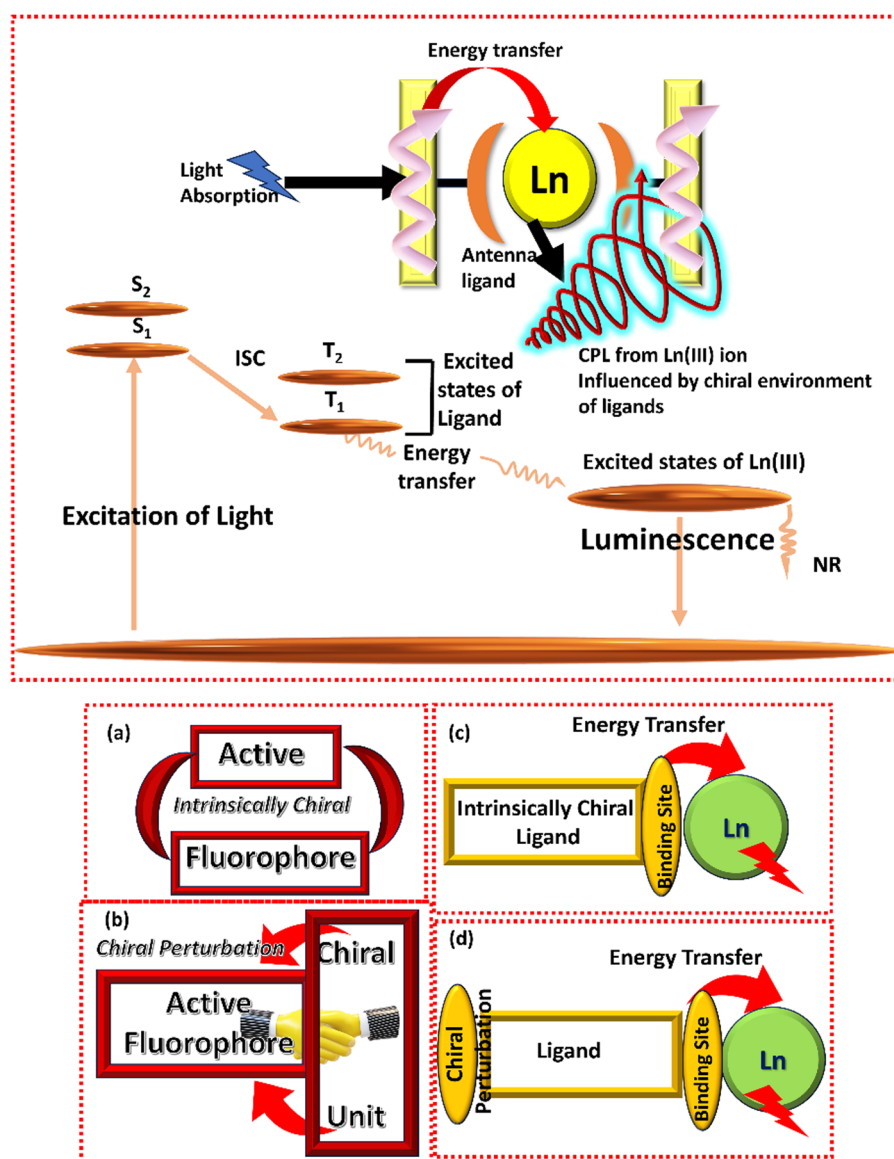 Energy transfer
Ln
Light
Absorption
Antenna
ligand
S2
S1
ISC
T2
T1
Excited
states of
Ligand
CPL from Ln(III) ion
Influenced by chiral environment
of ligands
Energy
transfer
Excited states of Ln(III)
Excitation of Light
Luminescence
NR
(a)
Active
Intrinsically Chiral
Fluorophore
(b)
Chiral Perturbation
Chiral
Active
Fluorophore
Unit
(c)
Energy Transfer
Intrinsically Chiral
Ligand
Binding Site
Ln
(d)
Energy Transfer
Chiral
Perturbation
Ligand
Binding Site
Ln